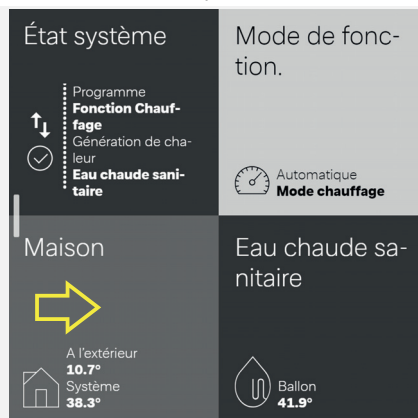 État système
Programme
Fonction Chauf-
fage
Génération de cha-
leur
Eau chaude sani-
taire
Mode de fonc-
tion.
Automatique
Mode chauffage
Maison
A l'extérieur
10.7°
Système
38.3°
Eau chaude sa-
nitaire
Ballon
41.9°